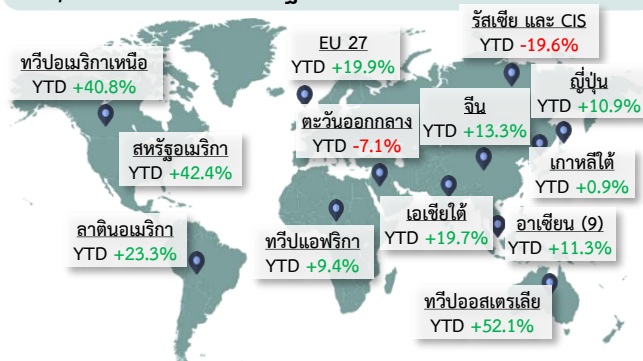 รัสเซีย และ CIS
YTD -19.6%
EU 27
YTD +19.9%
ทวีปอเมริกาเหนือ
YTD +40.8%
ญี่ปุ่น
YTD +10.9%
จีน
YTD +13.3%
ตะวันออกกลาง
YTD -7.1%
สหรัฐอเมริกา
YTD +42.4%
เกาหลีใต้
YTD +0.9%
เอเชียใต้
YTD +19.7%
อาเซียน (9)
YTD +11.3%
ลาตินอเมริกา
YTD +23.3%
ทวีปแอฟริกา
YTD +9.4%
ทวีปออสเตรเลีย
YTD +52.1%